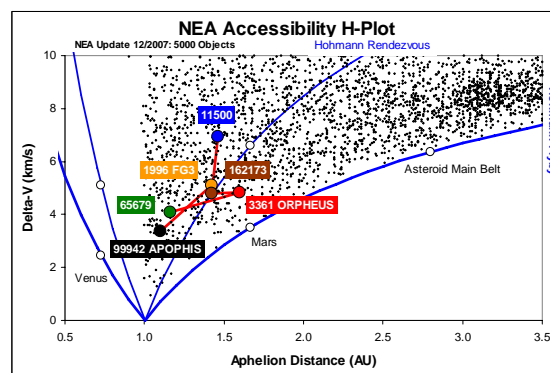 NEA Accessibility H-Plot
NEA Update 12/2007: 5000 Objects
Hohmann Rendezvous
10
8
6
4
2
0
Delta-V (km/s)
11500
1996 FG3
162173
65679
3361 ORPHEUS
99942 APOPHIS
Asteroid Main Belt
Venus
Mars
0.5
1.0
1.5
2.0
2.5
3.0
3.5
Aphelion Distance (AU)